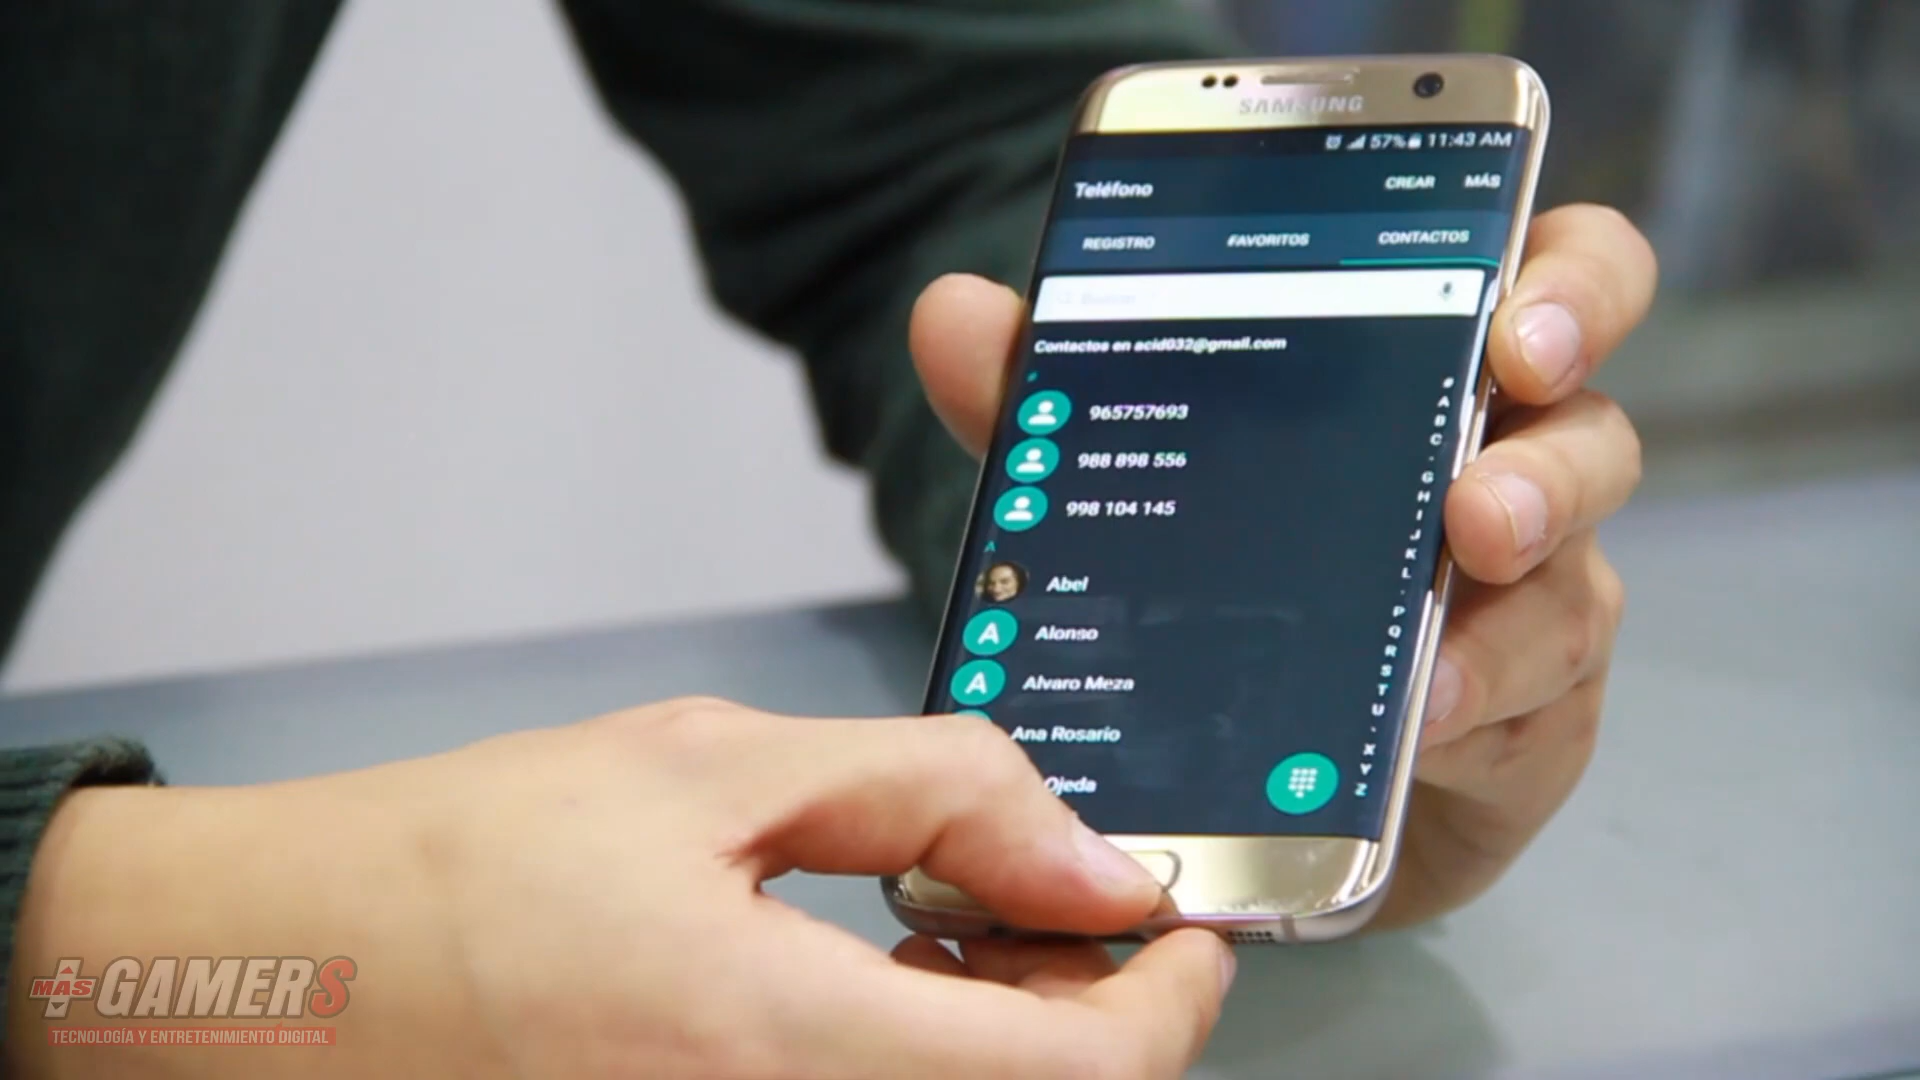 SAMSUNG
57% 11:43 AM
Teléfono CREAR MÁS
REGISTRO FAVORITOS CONTACTOS
Buscar
Contactos en acid032@gmail.com
#
965757693
988 898 556
998 104 145
A
Abel
A Alonso
A Alvaro Meza
Ana Rosario
Ojeda
#
A
B
C
.
G
H
I
J
K
L
.
P
Q
R
S
T
U
.
X
Y
Z
MÁS GAMERS
TECNOLOGÍA Y ENTRETENIMIENTO DIGITAL